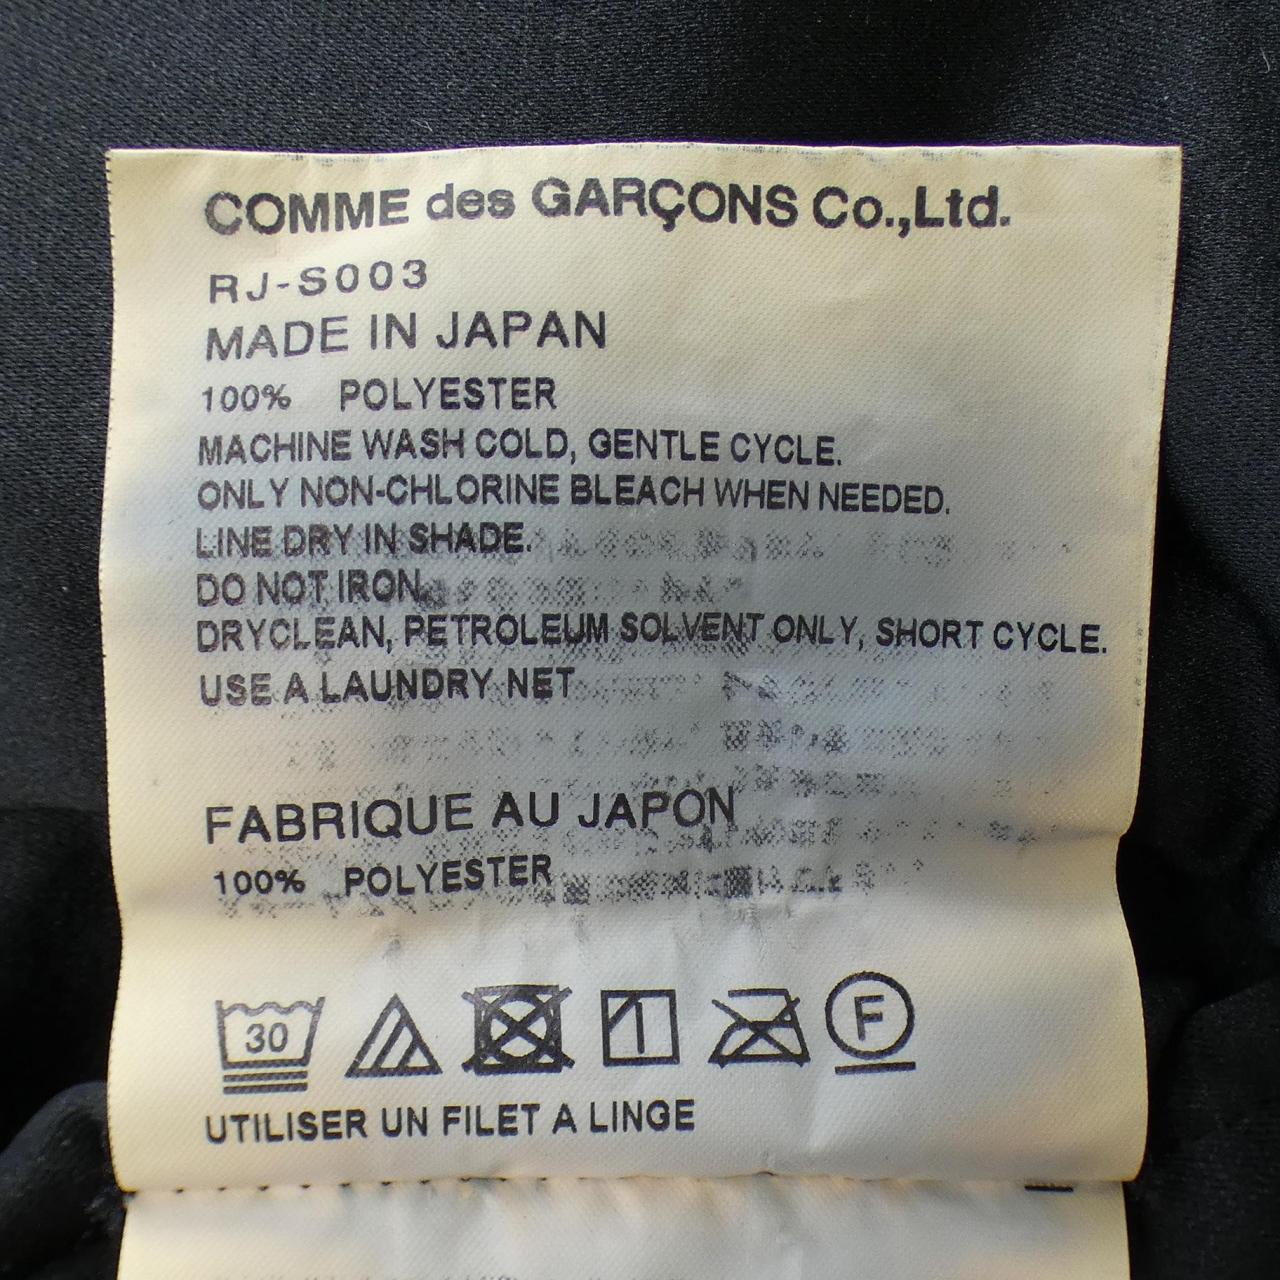 COMME des GARÇONS Co.,Ltd.
RJ-S003
MADE IN JAPAN
100% POLYESTER
MACHINE WASH COLD, GENTLE CYCLE.
ONLY NON-CHLORINE BLEACH WHEN NEEDED.
LINE DRY IN SHADE.
DO NOT IRON.
DRYCLEAN, PETROLEUM SOLVENT ONLY, SHORT CYCLE.
USE A LAUNDRY NET
FABRIQUE AU JAPON
100% POLYESTER
30 F
UTILISER UN FILET A LINGE